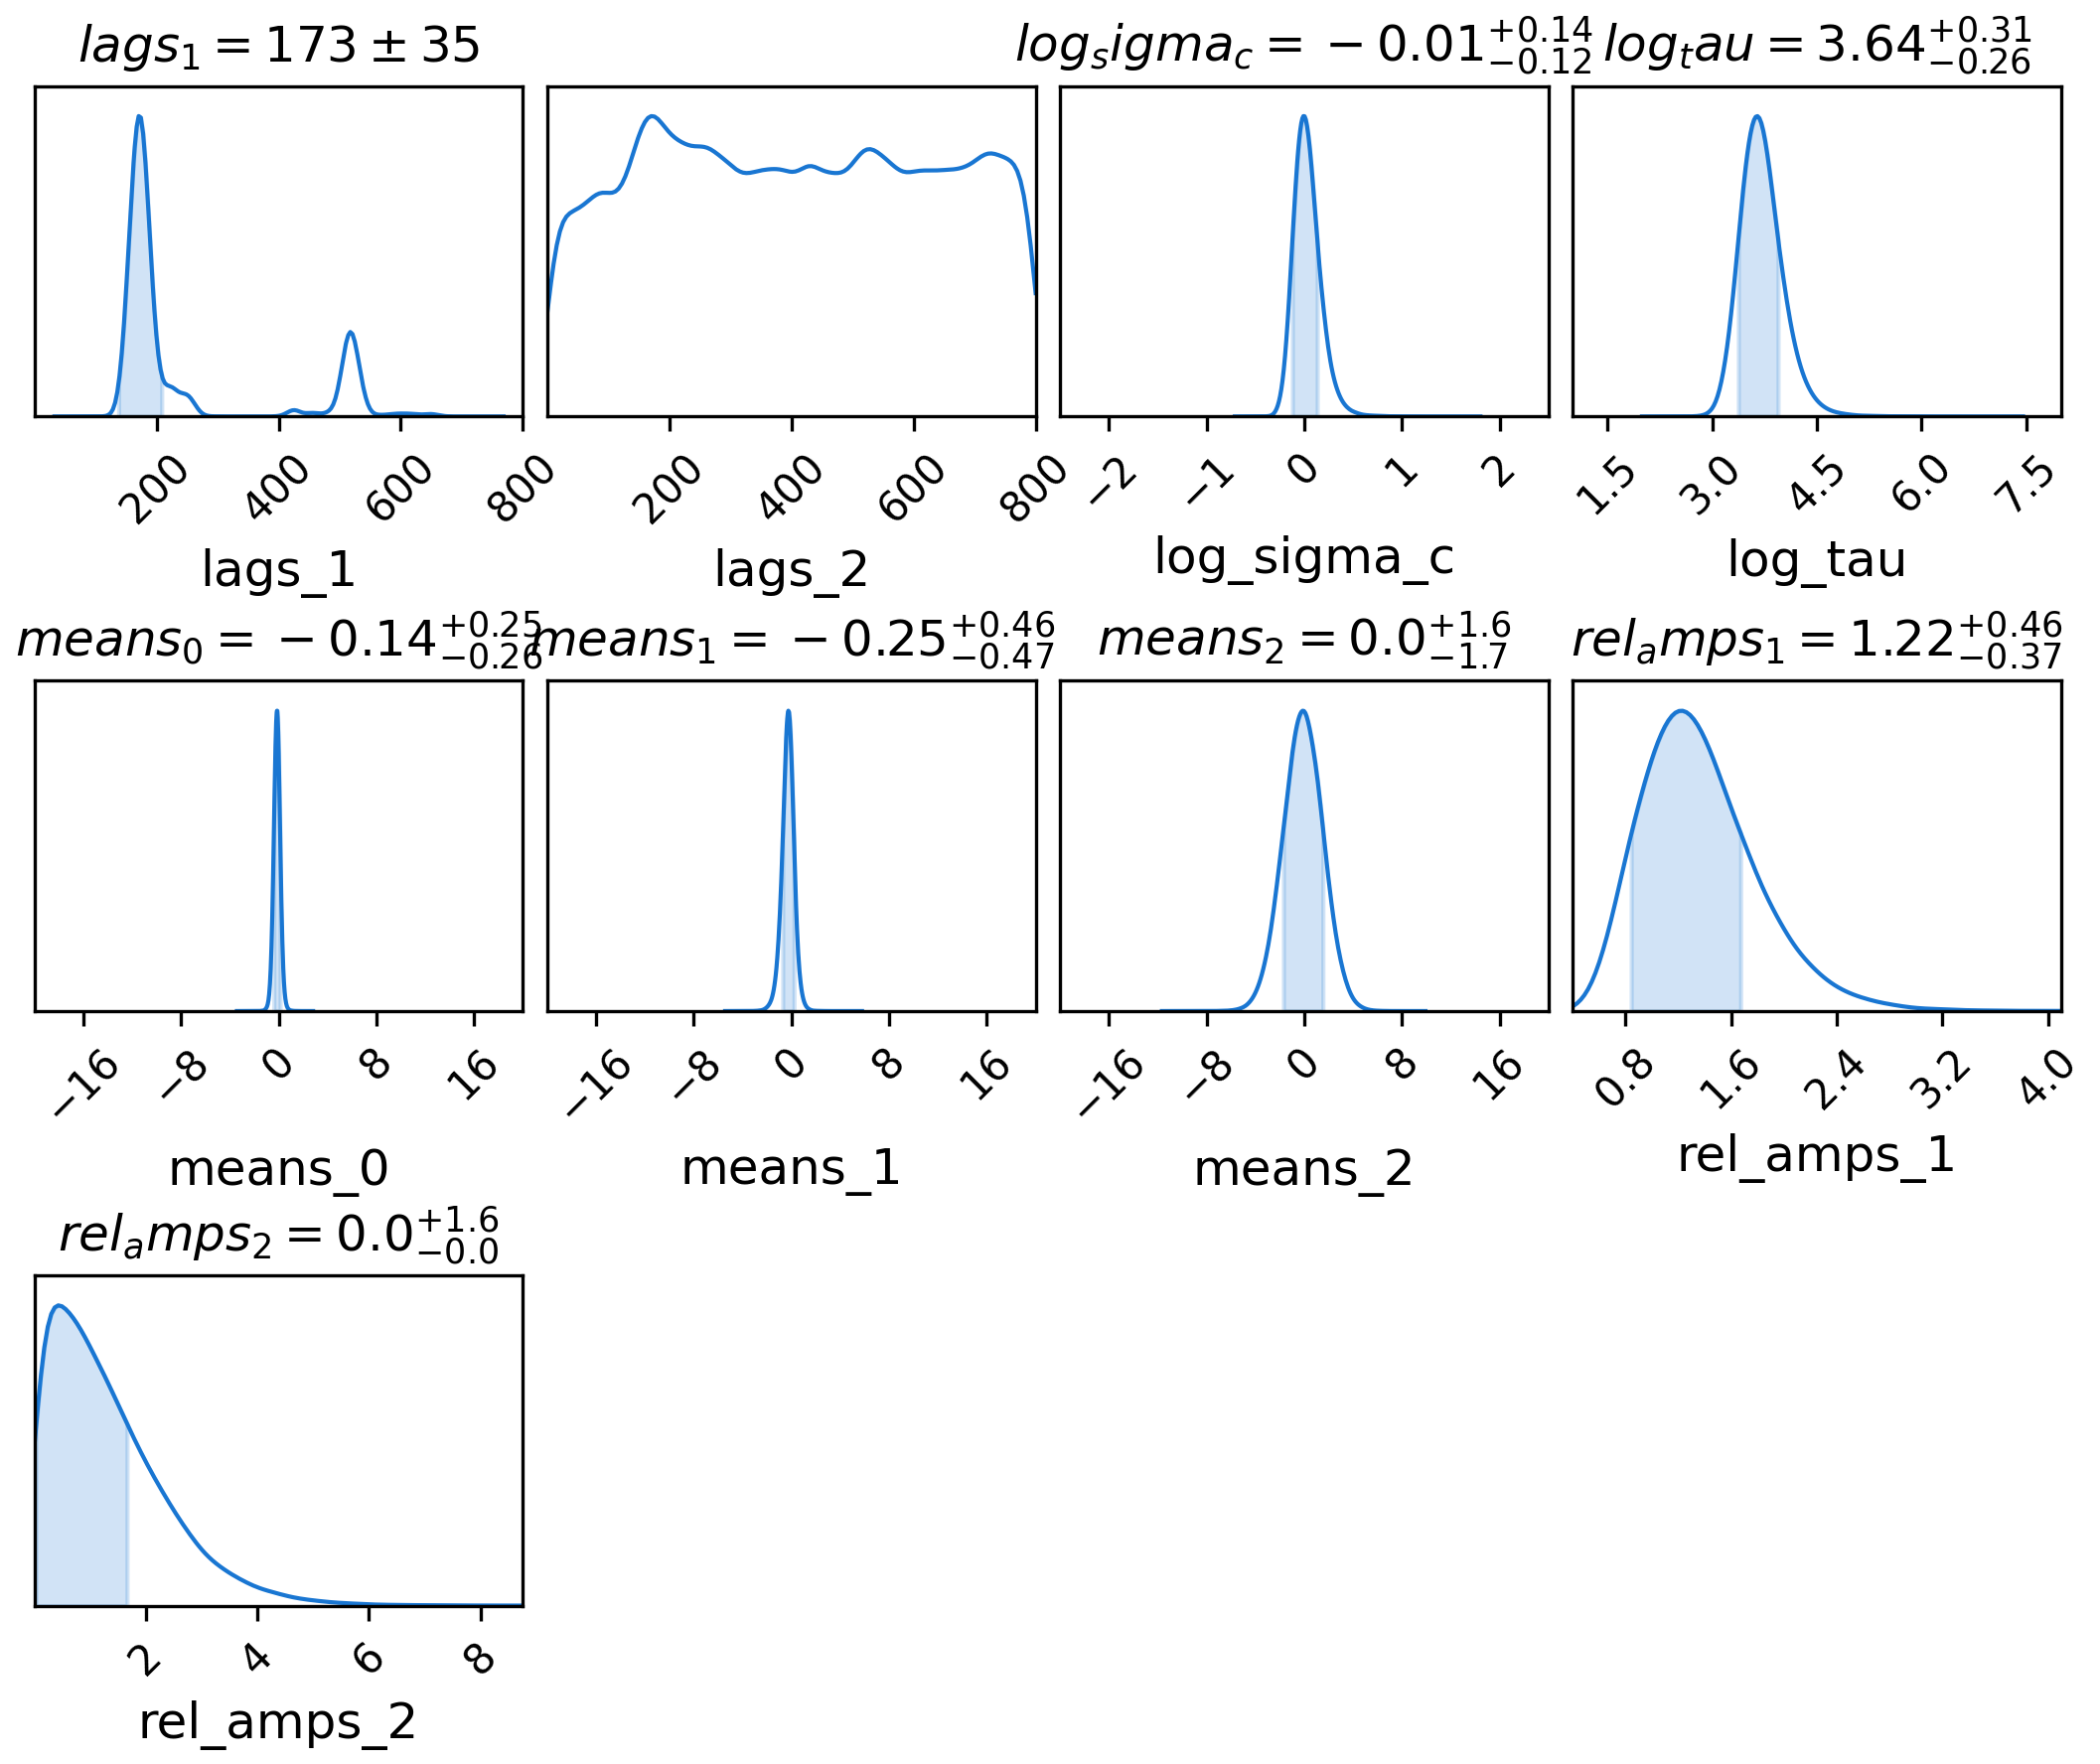 lags₁ = 173 ± 35
log_sigma_c = −0.01 +0.14 −0.12
log_tau = 3.64 +0.31 −0.26
200 400 600 800
200 400 600 800
−2 −1 0 1 2
1.5 3.0 4.5 6.0 7.5
lags_1
lags_2
log_sigma_c
log_tau
means₀ = −0.14 +0.25 −0.26
means₁ = −0.25 +0.46 −0.47
means₂ = 0.0 +1.6 −1.7
rel_amps₁ = 1.22 +0.46 −0.37
−16 −8 0 8 16
−16 −8 0 8 16
−16 −8 0 8 16
0.8 1.6 2.4 3.2 4.0
means_0
means_1
means_2
rel_amps_1
rel_amps₂ = 0.0 +1.6 −0.0
2 4 6 8
rel_amps_2